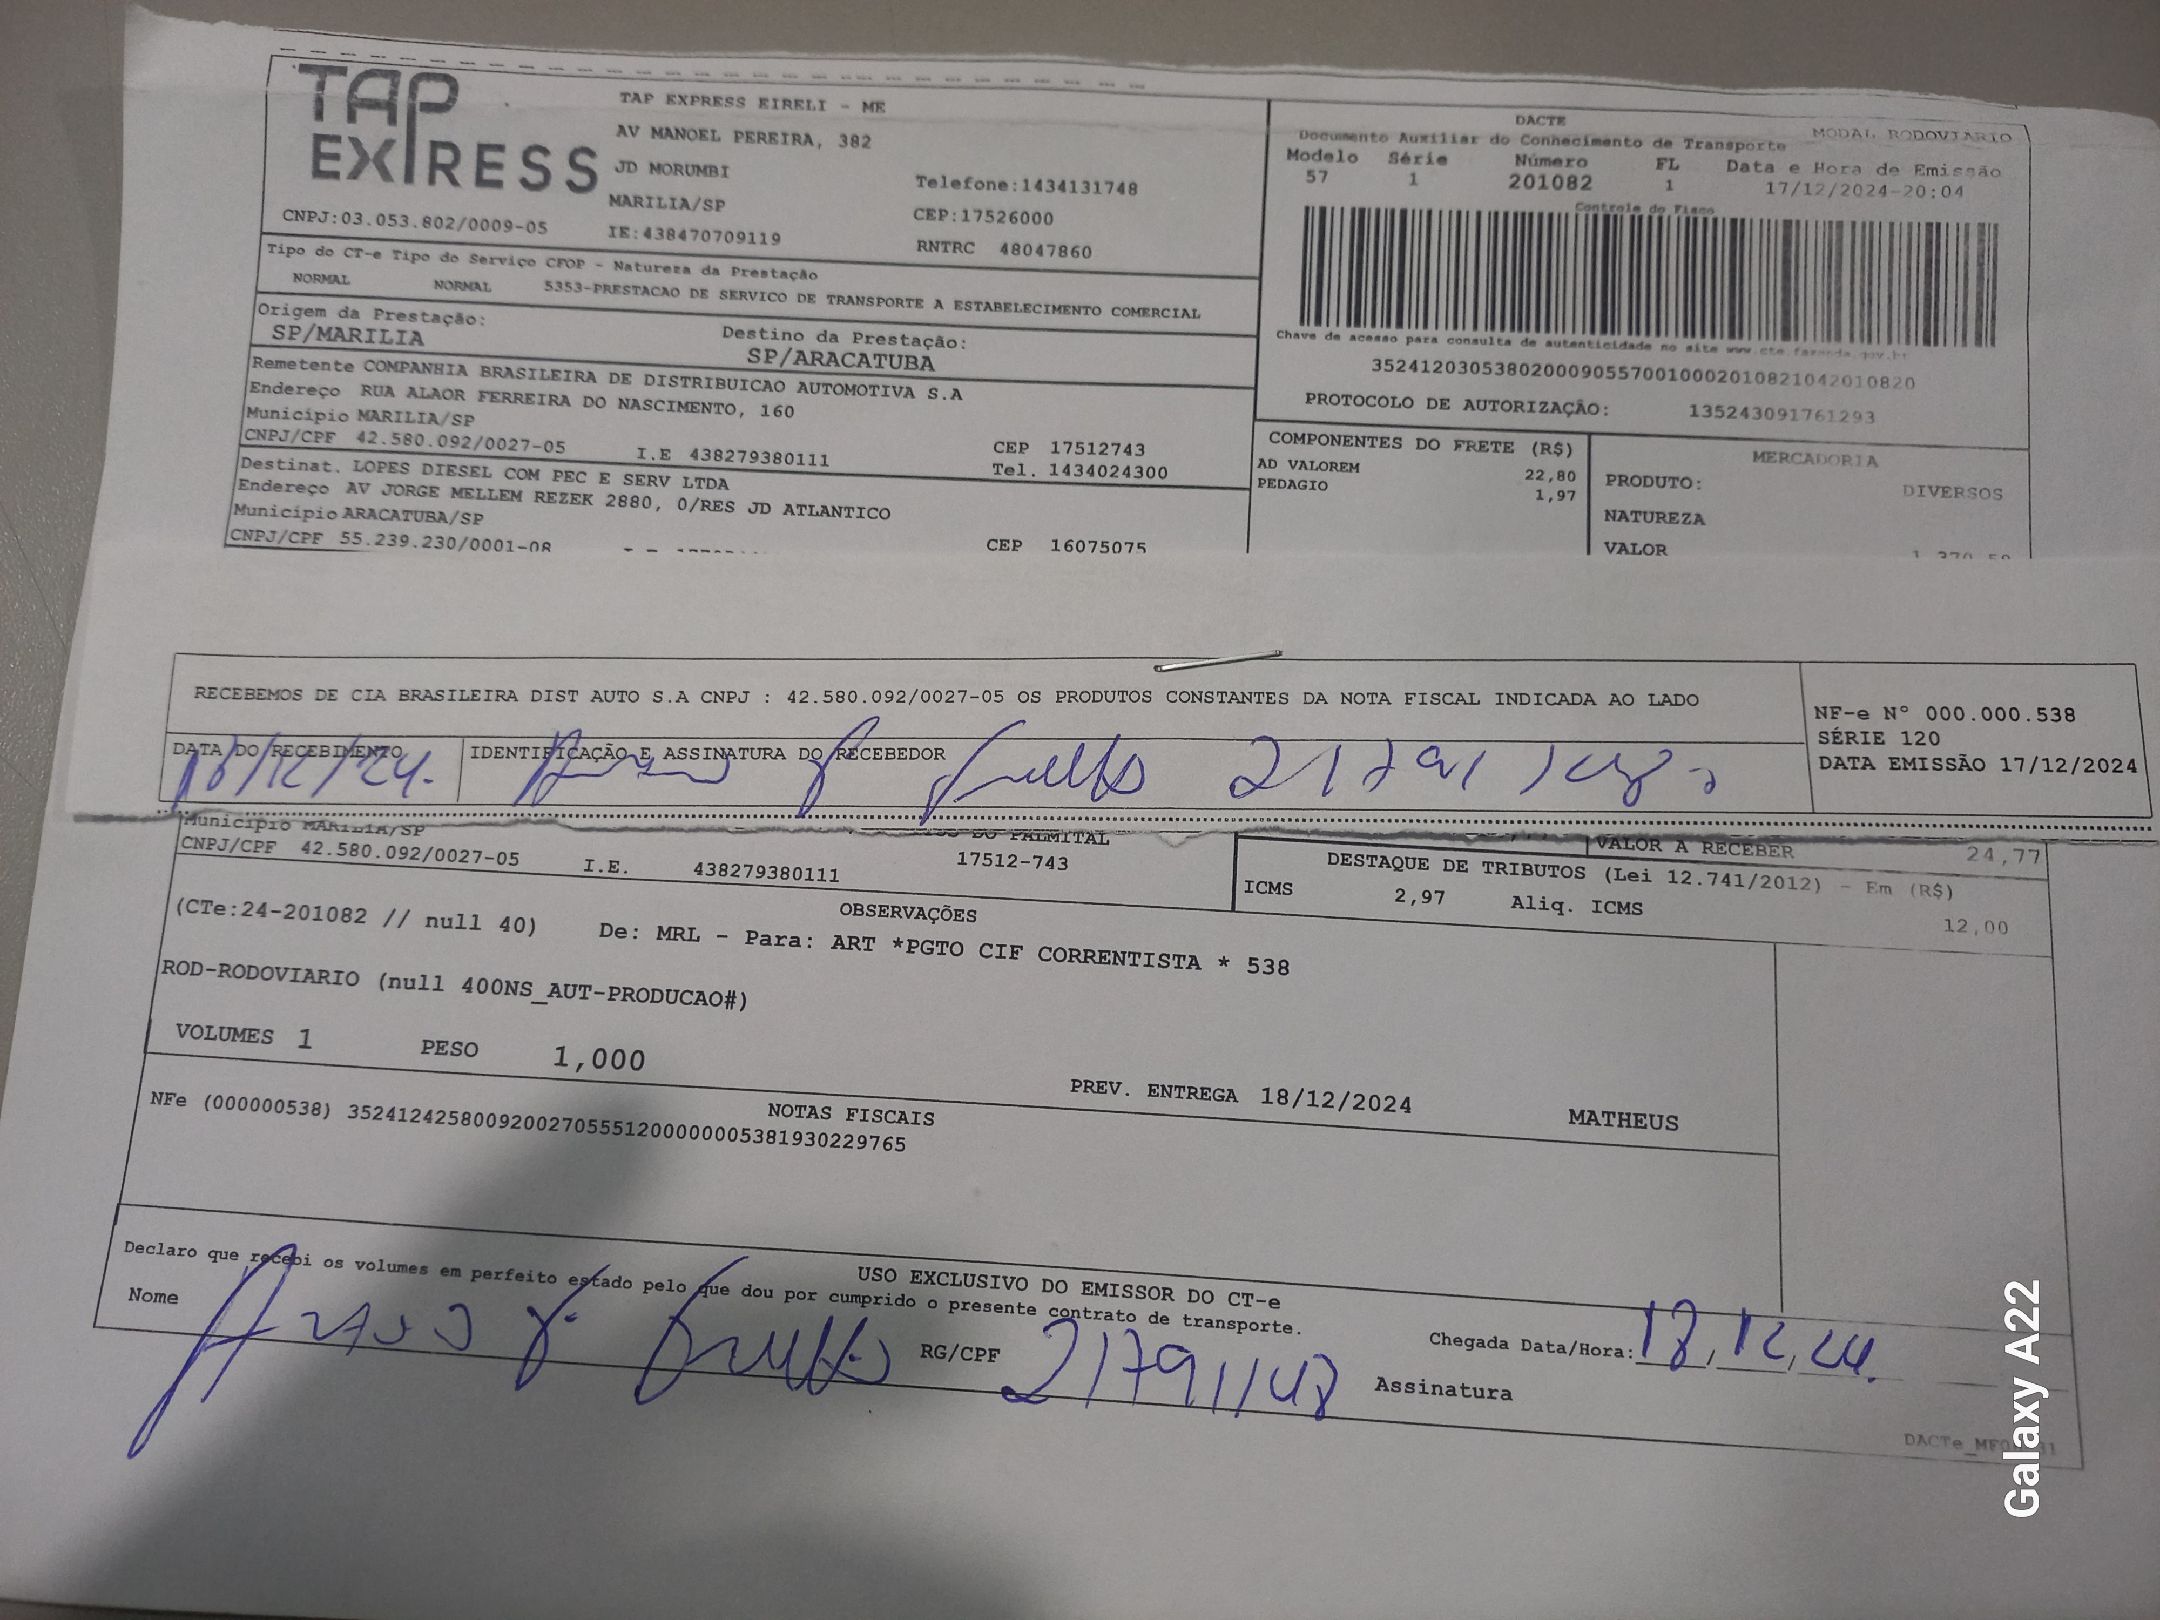 TAP
EXPRESS
CNPJ:03.053.802/0009-05
TAP EXPRESS EIRELI - ME
AV MANOEL PEREIRA, 382
JD MORUMBI
MARILIA/SP
IE:438470709119
Telefone:1434131748
CEP:17526000
RNTRC 48047860
DACTE
MODAL RODOVIARIO
Documento Auxiliar do Conhecimento de Transporte
Modelo Série Número FL Data e Hora de Emissão
57 1 201082 1 17/12/2024-20:04
Controle do Fisco
Chave de acesso para consulta de autenticidade no site www.cte.fazenda.gov.br
35241203053802000905570010002010821042010820
PROTOCOLO DE AUTORIZAÇÃO: 135243091761293
Tipo do CT-e Tipo do Serviço CFOP - Natureza da Prestação
NORMAL NORMAL 5353-PRESTACAO DE SERVICO DE TRANSPORTE A ESTABELECIMENTO COMERCIAL
Origem da Prestação: Destino da Prestação:
SP/MARILIA SP/ARACATUBA
Remetente COMPANHIA BRASILEIRA DE DISTRIBUICAO AUTOMOTIVA S.A
Endereço RUA ALAOR FERREIRA DO NASCIMENTO, 160
Município MARILIA/SP CEP 17512743
CNPJ/CPF 42.580.092/0027-05 I.E 438279380111 Tel. 1434024300
Destinat. LOPES DIESEL COM PEC E SERV LTDA
Endereço AV JORGE MELLEM REZEK 2880, 0/RES JD ATLANTICO
Município ARACATUBA/SP CEP 16075075
CNPJ/CPF 55.239.230/0001-08
COMPONENTES DO FRETE (R$)
AD VALOREM 22,80
PEDAGIO 1,97
MERCADORIA
PRODUTO: DIVERSOS
NATUREZA
VALOR
RECEBEMOS DE CIA BRASILEIRA DIST AUTO S.A CNPJ : 42.580.092/0027-05 OS PRODUTOS CONSTANTES DA NOTA FISCAL INDICADA AO LADO
NF-e N° 000.000.538
SÉRIE 120
DATA EMISSÃO 17/12/2024
DATA DO RECEBIMENTO IDENTIFICAÇÃO E ASSINATURA DO RECEBEDOR
18/12/24.
Município MARILIA/SP DO PALMITAL
CNPJ/CPF 42.580.092/0027-05 I.E. 438279380111 17512-743
VALOR A RECEBER 24,77
DESTAQUE DE TRIBUTOS (Lei 12.741/2012) - Em (R$)
ICMS 2,97 Aliq. ICMS 12,00
OBSERVAÇÕES
(CTe:24-201082 // null 40) De: MRL - Para: ART *PGTO CIF CORRENTISTA * 538
ROD-RODOVIARIO (null 400NS_AUT-PRODUCAO#)
VOLUMES 1 PESO 1,000 PREV. ENTREGA 18/12/2024 MATHEUS
NOTAS FISCAIS
NFe (000000538) 35241242580092002705551200000005381930229765
USO EXCLUSIVO DO EMISSOR DO CT-e
Declaro que recebi os volumes em perfeito estado pelo que dou por cumprido o presente contrato de transporte.
Nome RG/CPF 21791148 Chegada Data/Hora: 18,12,24.
Assinatura
Galaxy A22